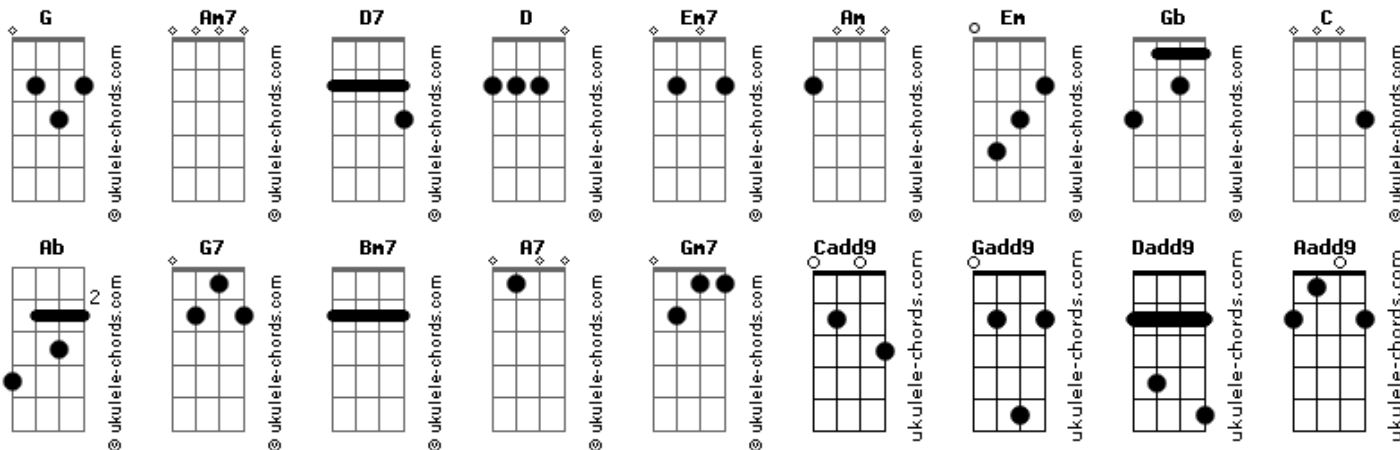 G Am7 D7 D Em7 Am Em Gb C
© ukulele-chords.com © ukulele-chords.com © ukulele-chords.com © ukulele-chords.com © ukulele-chords.com © ukulele-chords.com © ukulele-chords.com © ukulele-chords.com © ukulele-chords.com
Ab G7 Bm7 A7 Gm7 Cadd9 Gadd9 Dadd9 Aadd9
2
© ukulele-chords.com © ukulele-chords.com © ukulele-chords.com © ukulele-chords.com © ukulele-chords.com ukulele-chords.com ukulele-chords.com ukulele-chords.com ukulele-chords.com